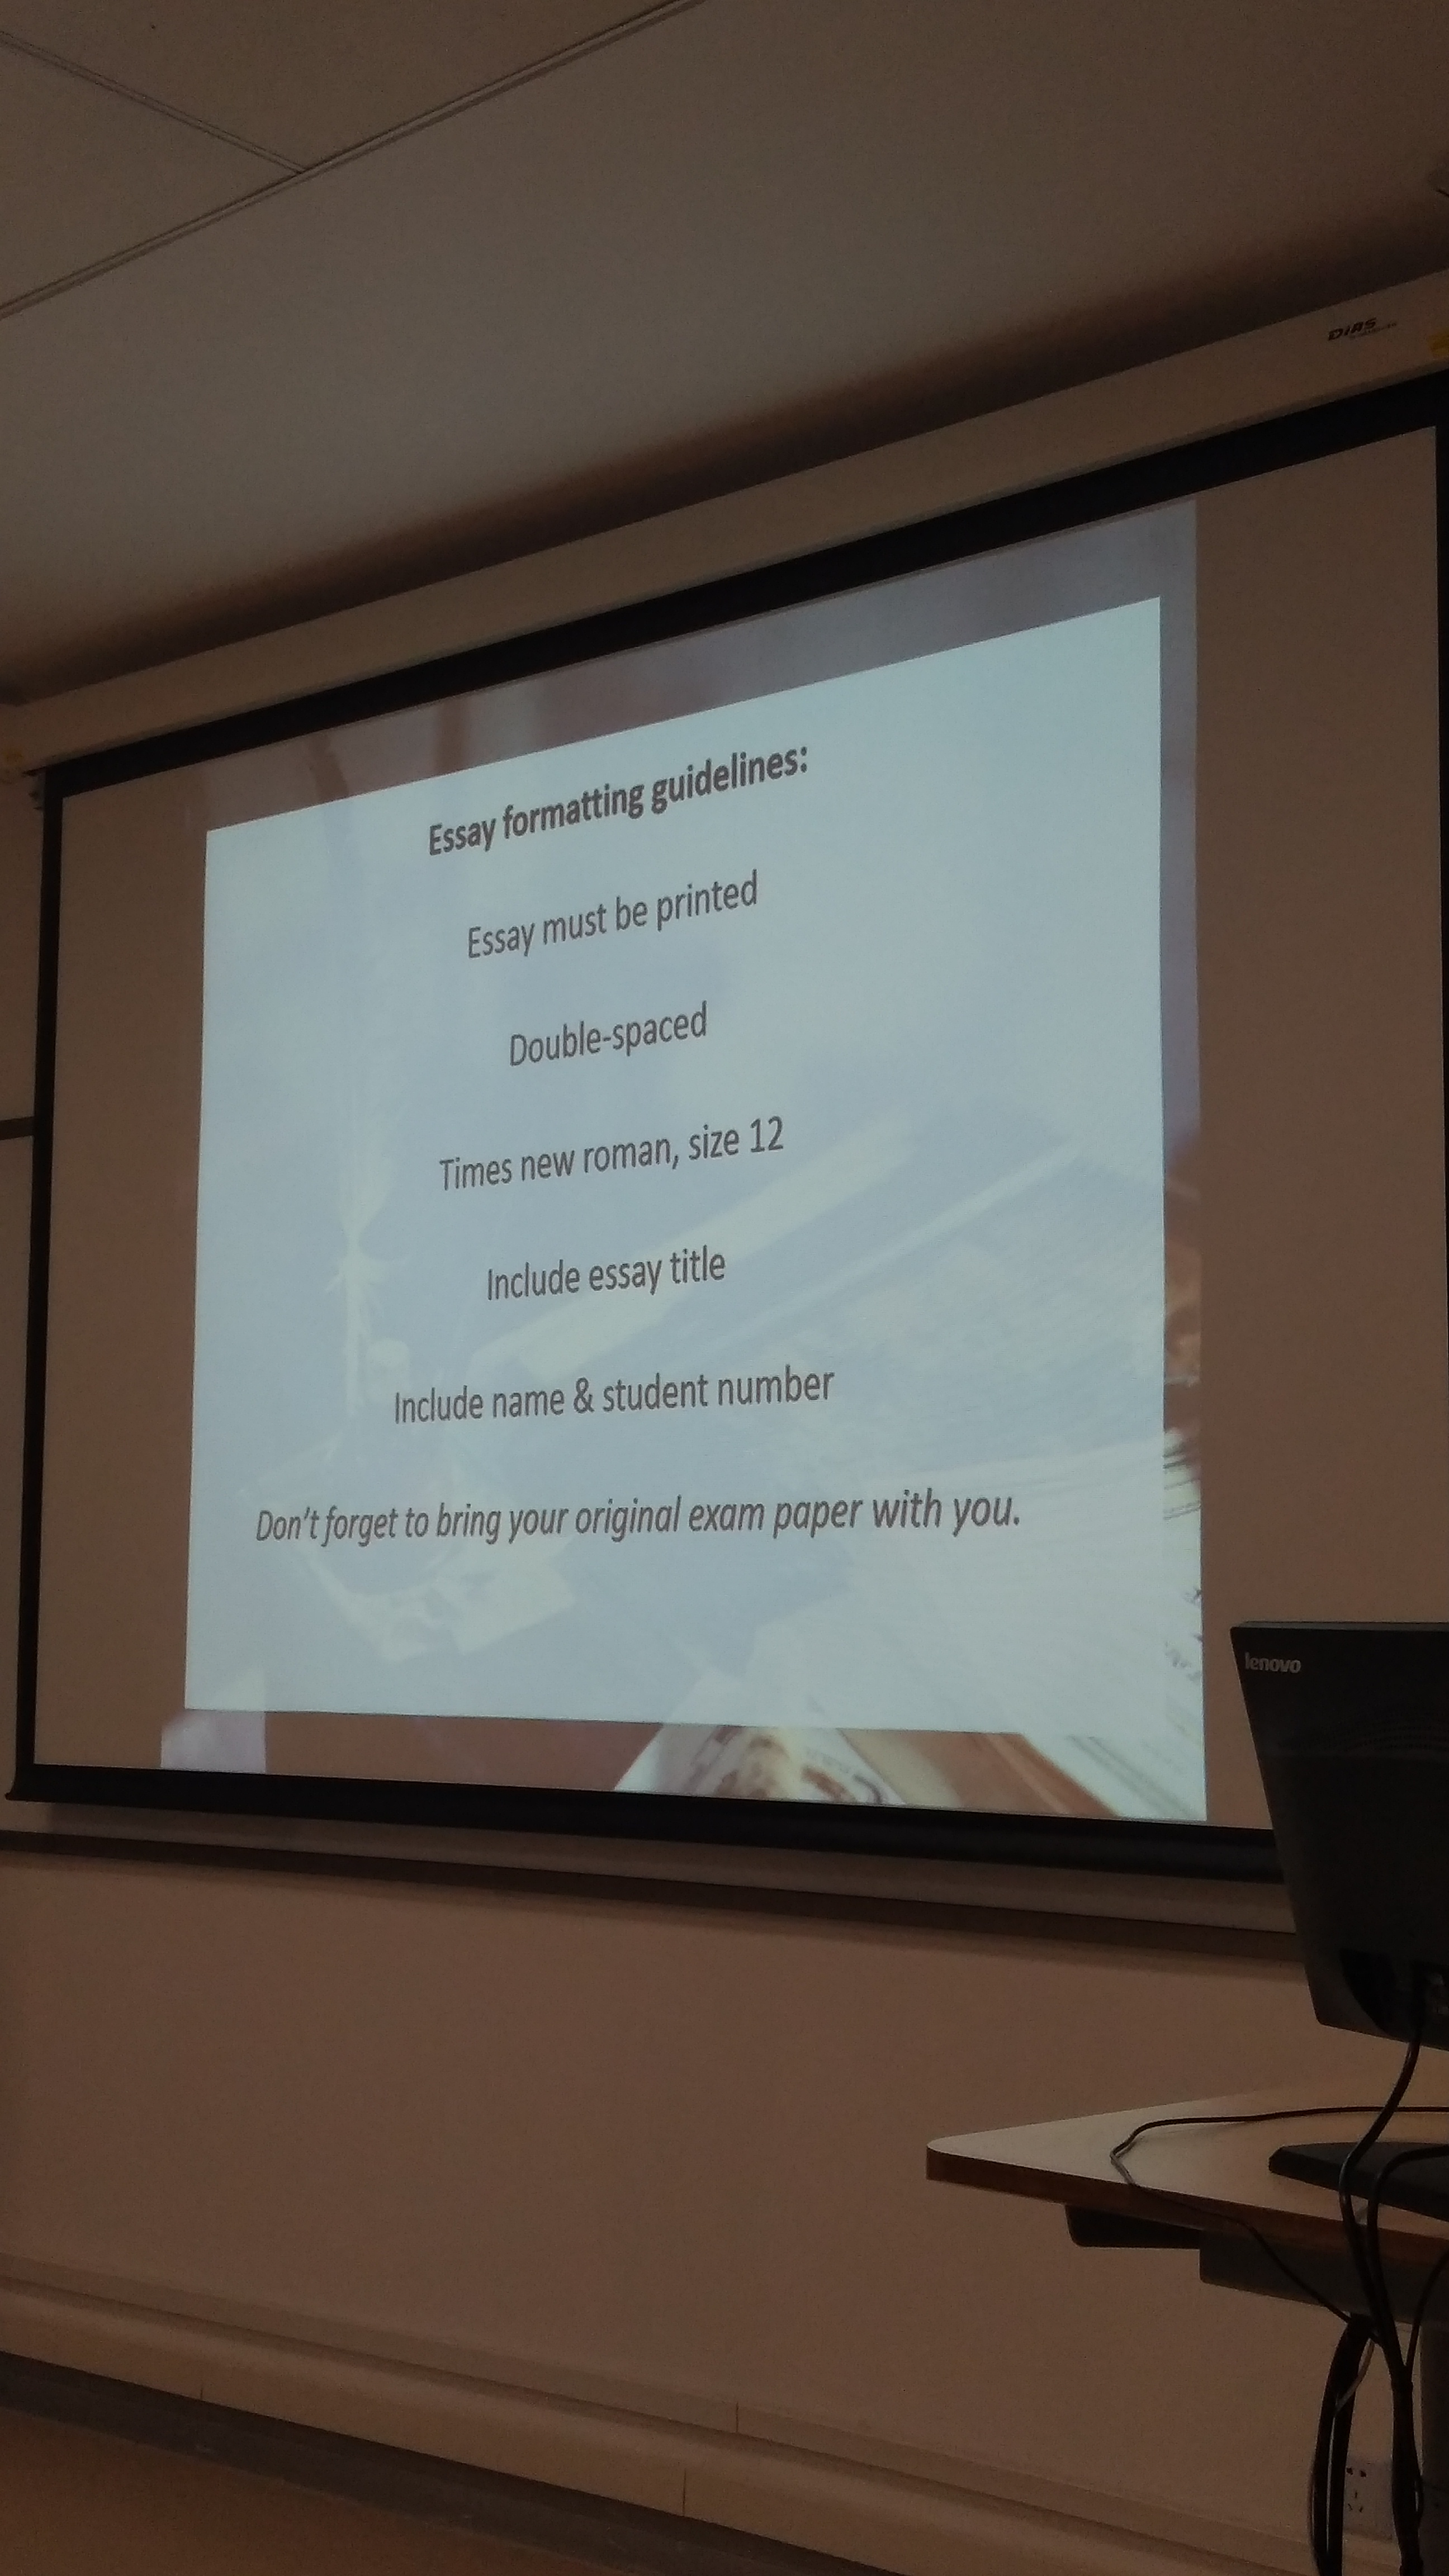 DIAS
Essay formatting guidelines:
Essay must be printed
Double-spaced
Times new roman, size 12
Include essay title
Include name & student number
Don't forget to bring your original exam paper with you.
lenovo